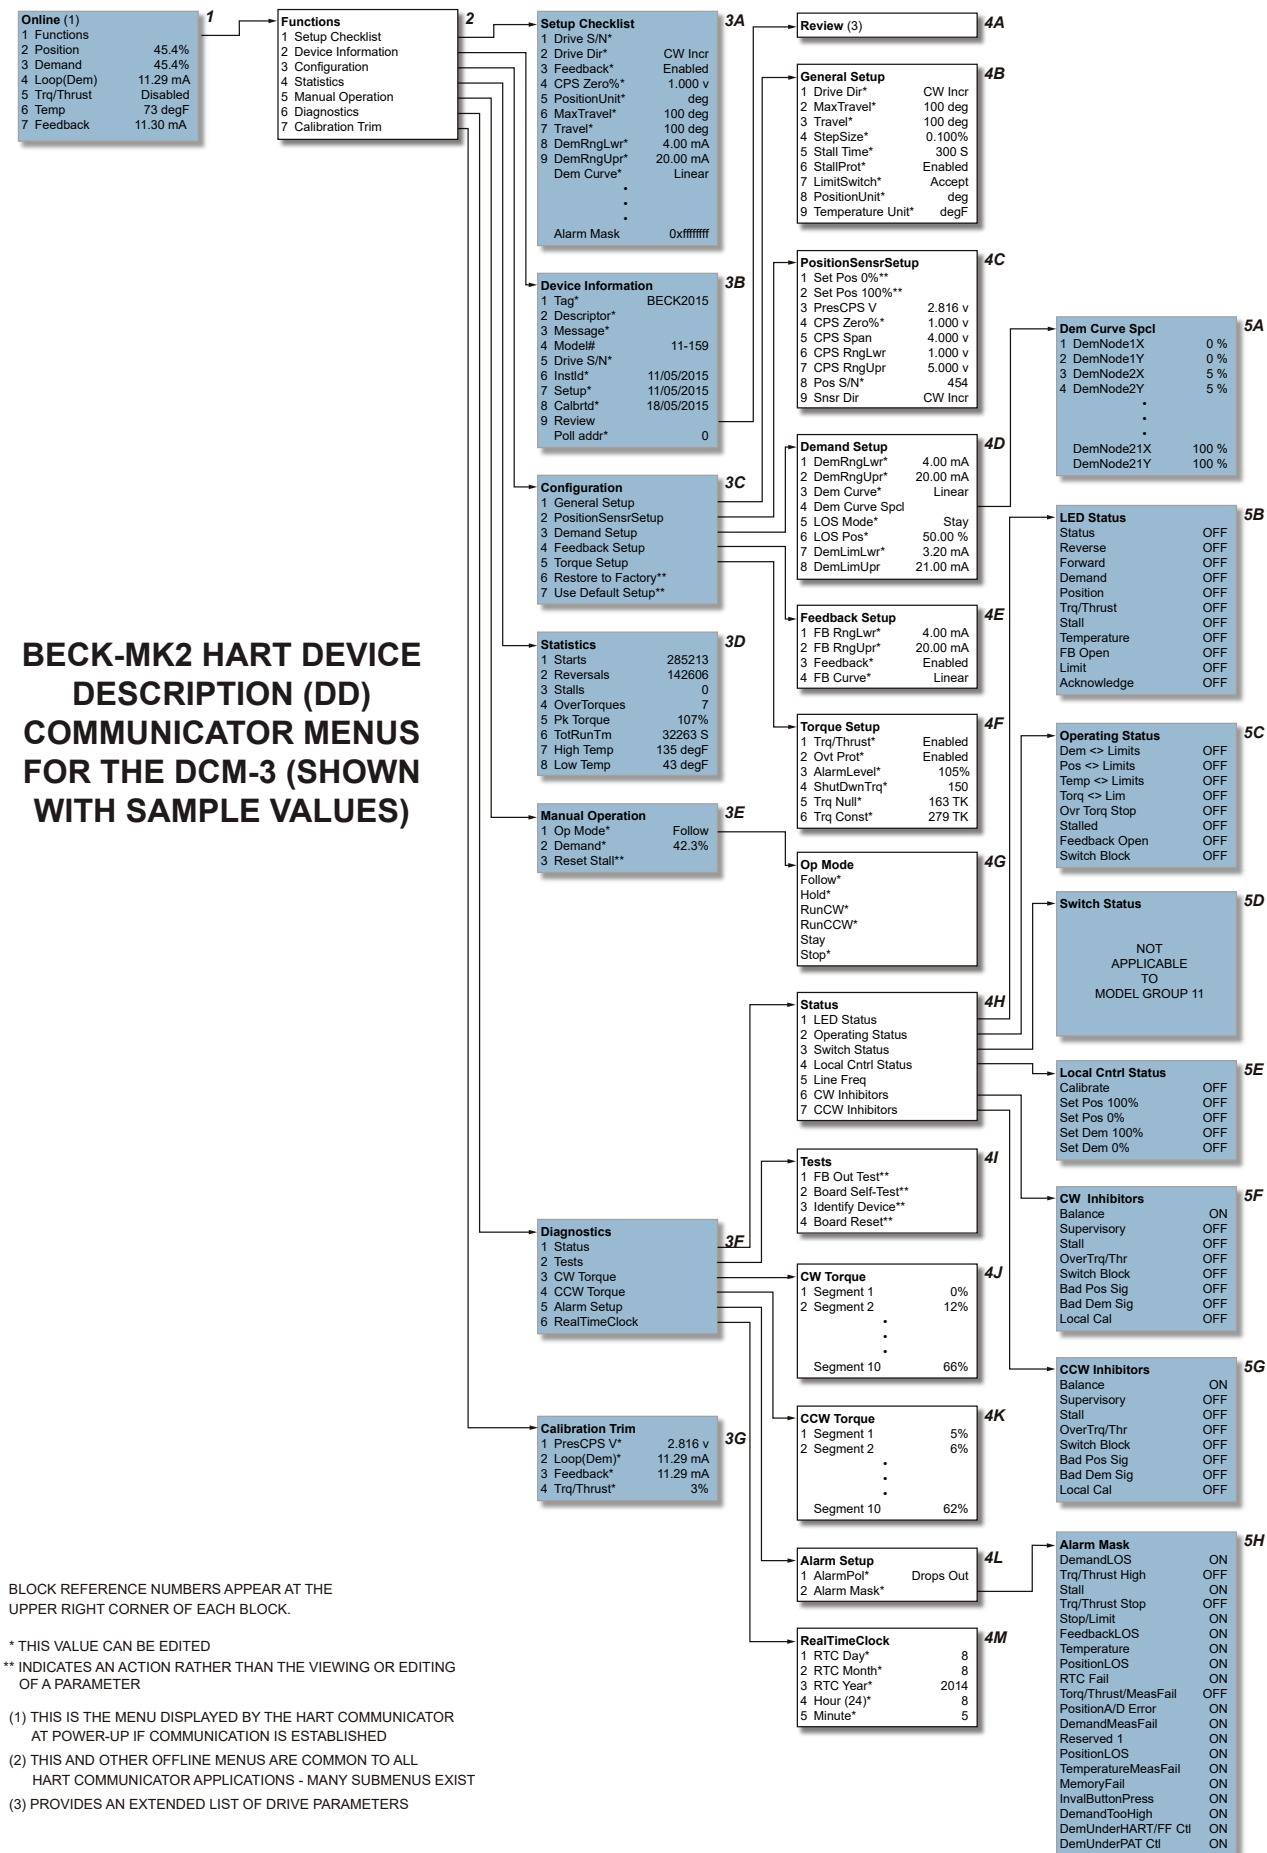 Online (1)
1
1 Functions
2 Position 45.4%
3 Demand 45.4%
4 Loop(Dem) 11.29 mA
5 Trq/Thrust Disabled
6 Temp 73 degF
7 Feedback 11.30 mA
Functions
2
1 Setup Checklist
2 Device Information
3 Configuration
4 Statistics
5 Manual Operation
6 Diagnostics
7 Calibration Trim
Setup Checklist
3A
1 Drive S/N*
2 Drive Dir* CW Incr
3 Feedback* Enabled
4 CPS Zero%* 1.000 v
5 PositionUnit* deg
6 MaxTravel* 100 deg
7 Travel* 100 deg
8 DemRngLwr* 4.00 mA
9 DemRngUpr* 20.00 mA
Dem Curve* Linear
•
•
•
Alarm Mask 0xffffffff
Device Information
3B
1 Tag* BECK2015
2 Descriptor*
3 Message*
4 Model# 11-159
5 Drive S/N*
6 Instld* 11/05/2015
7 Setup* 11/05/2015
8 Calbrtd* 18/05/2015
9 Review
Poll addr* 0
Configuration
3C
1 General Setup
2 PositionSensrSetup
3 Demand Setup
4 Feedback Setup
5 Torque Setup
6 Restore to Factory**
7 Use Default Setup**
Statistics
3D
1 Starts 285213
2 Reversals 142606
3 Stalls 0
4 OverTorques 7
5 Pk Torque 107%
6 TotRunTm 32263 S
7 High Temp 135 degF
8 Low Temp 43 degF
Manual Operation
3E
1 Op Mode* Follow
2 Demand* 42.3%
3 Reset Stall**
Diagnostics
3F
1 Status
2 Tests
3 CW Torque
4 CCW Torque
5 Alarm Setup
6 RealTimeClock
Calibration Trim
3G
1 PresCPS V* 2.816 v
2 Loop(Dem)* 11.29 mA
3 Feedback* 11.29 mA
4 Trq/Thrust* 3%
Review (3)
4A
General Setup
4B
1 Drive Dir* CW Incr
2 MaxTravel* 100 deg
3 Travel* 100 deg
4 StepSize* 0.100%
5 Stall Time* 300 S
6 StallProt* Enabled
7 LimitSwitch* Accept
8 PositionUnit* deg
9 Temperature Unit* degF
PositionSensrSetup
4C
1 Set Pos 0%**
2 Set Pos 100%**
3 PresCPS V 2.816 v
4 CPS Zero%* 1.000 v
5 CPS Span 4.000 v
6 CPS RngLwr 1.000 v
7 CPS RngUpr 5.000 v
8 Pos S/N* 454
9 Snsr Dir CW Incr
Demand Setup
4D
1 DemRngLwr* 4.00 mA
2 DemRngUpr* 20.00 mA
3 Dem Curve* Linear
4 Dem Curve Spcl
5 LOS Mode* Stay
6 LOS Pos* 50.00 %
7 DemLimLwr* 3.20 mA
8 DemLimUpr 21.00 mA
Feedback Setup
4E
1 FB RngLwr* 4.00 mA
2 FB RngUpr* 20.00 mA
3 Feedback* Enabled
4 FB Curve* Linear
Torque Setup
4F
1 Trq/Thrust* Enabled
2 Ovt Prot* Enabled
3 AlarmLevel* 105%
4 ShutDwnTrq* 150
5 Trq Null* 163 TK
6 Trq Const* 279 TK
Op Mode
4G
Follow*
Hold*
RunCW*
RunCCW*
Stay
Stop*
Status
4H
1 LED Status
2 Operating Status
3 Switch Status
4 Local Cntrl Status
5 Line Freq
6 CW Inhibitors
7 CCW Inhibitors
Tests
4I
1 FB Out Test**
2 Board Self-Test**
3 Identify Device**
4 Board Reset**
CW Torque
4J
1 Segment 1 0%
2 Segment 2 12%
•
•
•
Segment 10 66%
CCW Torque
4K
1 Segment 1 5%
2 Segment 2 6%
•
•
•
Segment 10 62%
Alarm Setup
4L
1 AlarmPol* Drops Out
2 Alarm Mask*
RealTimeClock
4M
1 RTC Day* 8
2 RTC Month* 8
3 RTC Year* 2014
4 Hour (24)* 8
5 Minute* 5
Dem Curve Spcl
5A
1 DemNode1X 0 %
2 DemNode1Y 0 %
3 DemNode2X 5 %
4 DemNode2Y 5 %
•
•
•
DemNode21X 100 %
DemNode21Y 100 %
LED Status
5B
Status OFF
Reverse OFF
Forward OFF
Demand OFF
Position OFF
Trq/Thrust OFF
Stall OFF
Temperature OFF
FB Open OFF
Limit OFF
Acknowledge OFF
Operating Status
5C
Dem <> Limits OFF
Pos <> Limits OFF
Temp <> Limits OFF
Torq <> Lim OFF
Ovr Torq Stop OFF
Stalled OFF
Feedback Open OFF
Switch Block OFF
Switch Status
5D
NOT
APPLICABLE
TO
MODEL GROUP 11
Local Cntrl Status
5E
Calibrate OFF
Set Pos 100% OFF
Set Pos 0% OFF
Set Dem 100% OFF
Set Dem 0% OFF
CW Inhibitors
5F
Balance ON
Supervisory OFF
Stall OFF
OverTrq/Thr OFF
Switch Block OFF
Bad Pos Sig OFF
Bad Dem Sig OFF
Local Cal OFF
CCW Inhibitors
5G
Balance ON
Supervisory OFF
Stall OFF
OverTrq/Thr OFF
Switch Block OFF
Bad Pos Sig OFF
Bad Dem Sig OFF
Local Cal OFF
Alarm Mask
5H
DemandLOS ON
Trq/Thrust High OFF
Stall ON
Trq/Thrust Stop OFF
Stop/Limit ON
FeedbackLOS ON
Temperature ON
PositionLOS ON
RTC Fail ON
Torq/Thrust/MeasFail OFF
PositionA/D Error ON
DemandMeasFail ON
Reserved 1 ON
PositionLOS ON
TemperatureMeasFail ON
MemoryFail ON
InvalButtonPress ON
DemandTooHigh ON
DemUnderHART/FF Ctl ON
DemUnderPAT Ctl ON
BECK-MK2 HART DEVICE
DESCRIPTION (DD)
COMMUNICATOR MENUS
FOR THE DCM-3 (SHOWN
WITH SAMPLE VALUES)
BLOCK REFERENCE NUMBERS APPEAR AT THE
UPPER RIGHT CORNER OF EACH BLOCK.
* THIS VALUE CAN BE EDITED
** INDICATES AN ACTION RATHER THAN THE VIEWING OR EDITING
OF A PARAMETER
(1) THIS IS THE MENU DISPLAYED BY THE HART COMMUNICATOR
AT POWER-UP IF COMMUNICATION IS ESTABLISHED
(2) THIS AND OTHER OFFLINE MENUS ARE COMMON TO ALL
HART COMMUNICATOR APPLICATIONS - MANY SUBMENUS EXIST
(3) PROVIDES AN EXTENDED LIST OF DRIVE PARAMETERS